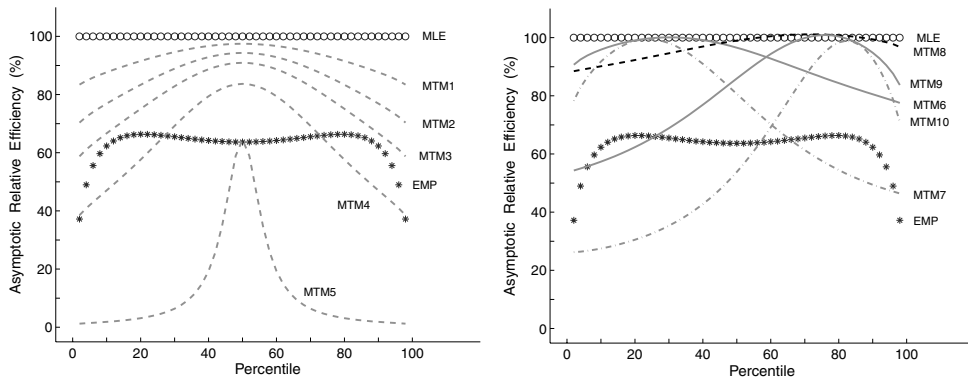 Asymptotic Relative Efficiency (%)
100
80
60
40
20
0
0 20 40 60 80 100
Percentile
MLE
MTM1
MTM2
MTM3
EMP
MTM4
MTM5
Asymptotic Relative Efficiency (%)
100
80
60
40
20
0
0 20 40 60 80 100
Percentile
MLE
MTM8
MTM9
MTM6
MTM10
MTM7
EMP